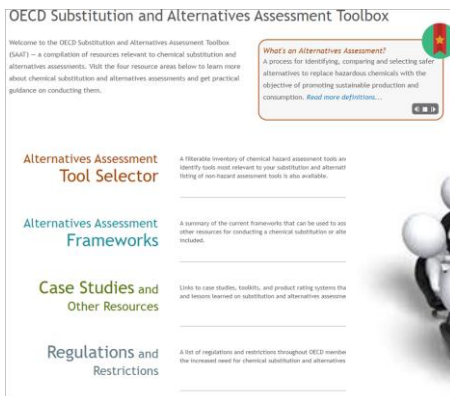 OECD Substitution and Alternatives Assessment Toolbox
Welcome to the OECD Substitution and Alternatives Assessment Toolbox
(SAAT) — a compilation of resources relevant to chemical substitution and
alternatives assessments. Visit the four resource areas below to learn more
about chemical substitution and alternatives assessments and get practical
guidance on conducting them.
What's an Alternatives Assessment?
A process for identifying, comparing and selecting safer
alternatives to replace hazardous chemicals with the
objective of promoting sustainable production and
consumption. Read more definitions...
Alternatives Assessment
Tool Selector
A filterable inventory of chemical hazard assessment tools an
identify tools most relevant to your substitution and alternati
listing of non-hazard assessment tools is also available.
Alternatives Assessment
Frameworks
A summary of the current frameworks that can be used to ass
other resources for conducting a chemical substitution or alte
included.
Case Studies and
Other Resources
Links to case studies, toolkits, and product rating systems tha
and lessons learned on substitution and alternatives assessme
Regulations and
Restrictions
A list of regulations and restrictions throughout OECD membe
the increased need for chemical substitution and alternatives